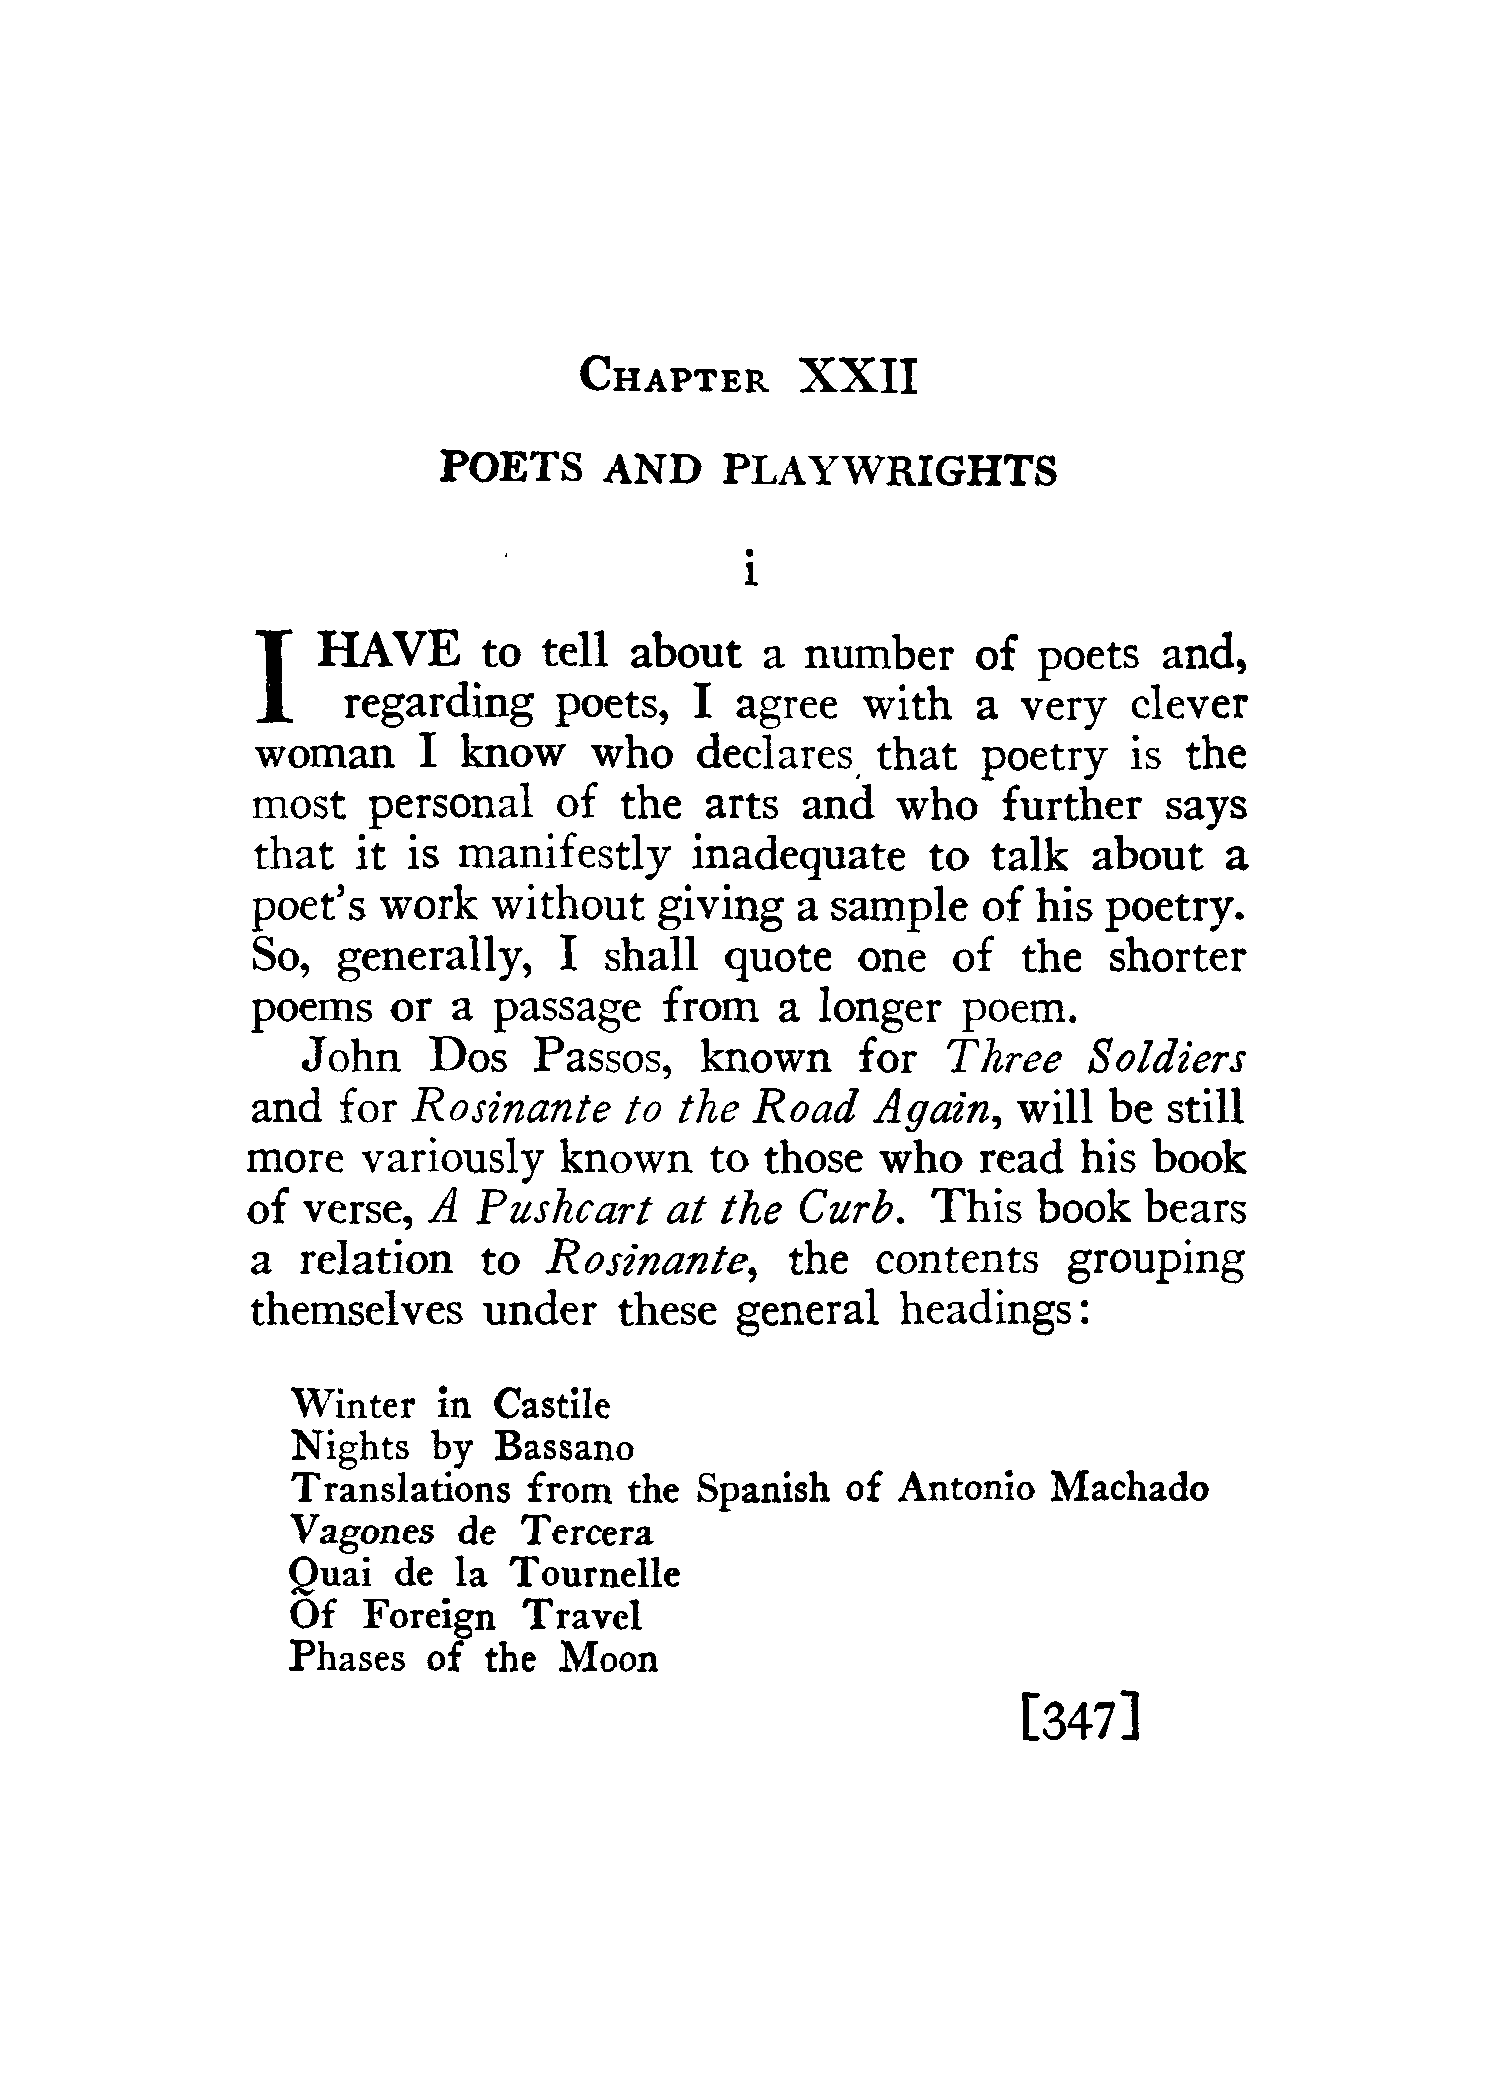 CHAPTER XXII
POETS AND PLAYWRIGHTS
i
I HAVE to tell about a number of poets and,
regarding poets, I agree with a very clever
woman I know who declares that poetry is the
most personal of the arts and who further says
that it is manifestly inadequate to talk about a
poet's work without giving a sample of his poetry.
So, generally, I shall quote one of the shorter
poems or a passage from a longer poem.
John Dos Passos, known for Three Soldiers
and for Rosinante to the Road Again, will be still
more variously known to those who read his book
of verse, A Pushcart at the Curb. This book bears
a relation to Rosinante, the contents grouping
themselves under these general headings:
Winter in Castile
Nights by Bassano
Translations from the Spanish of Antonio Machado
Vagones de Tercera
Quai de la Tournelle
Of Foreign Travel
Phases of the Moon
[347]